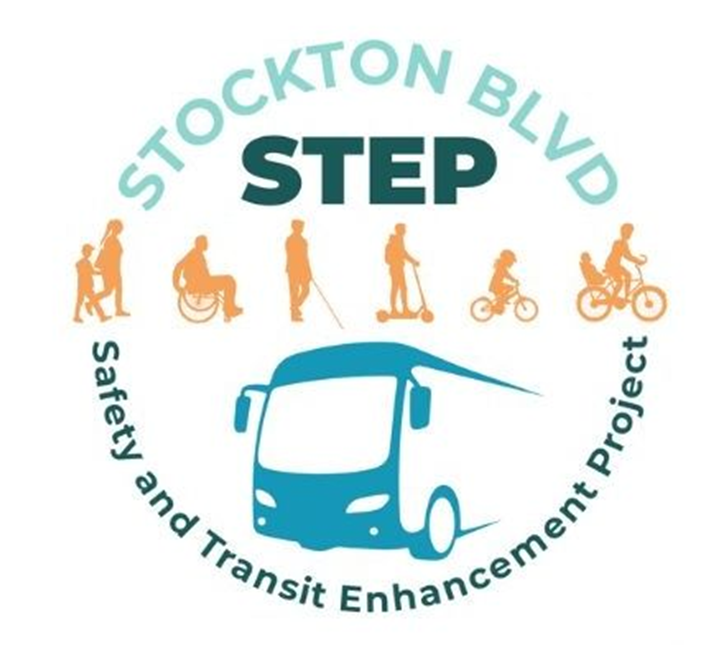 STOCKTON BLVD
STEP
Safety and Transit Enhancement Project